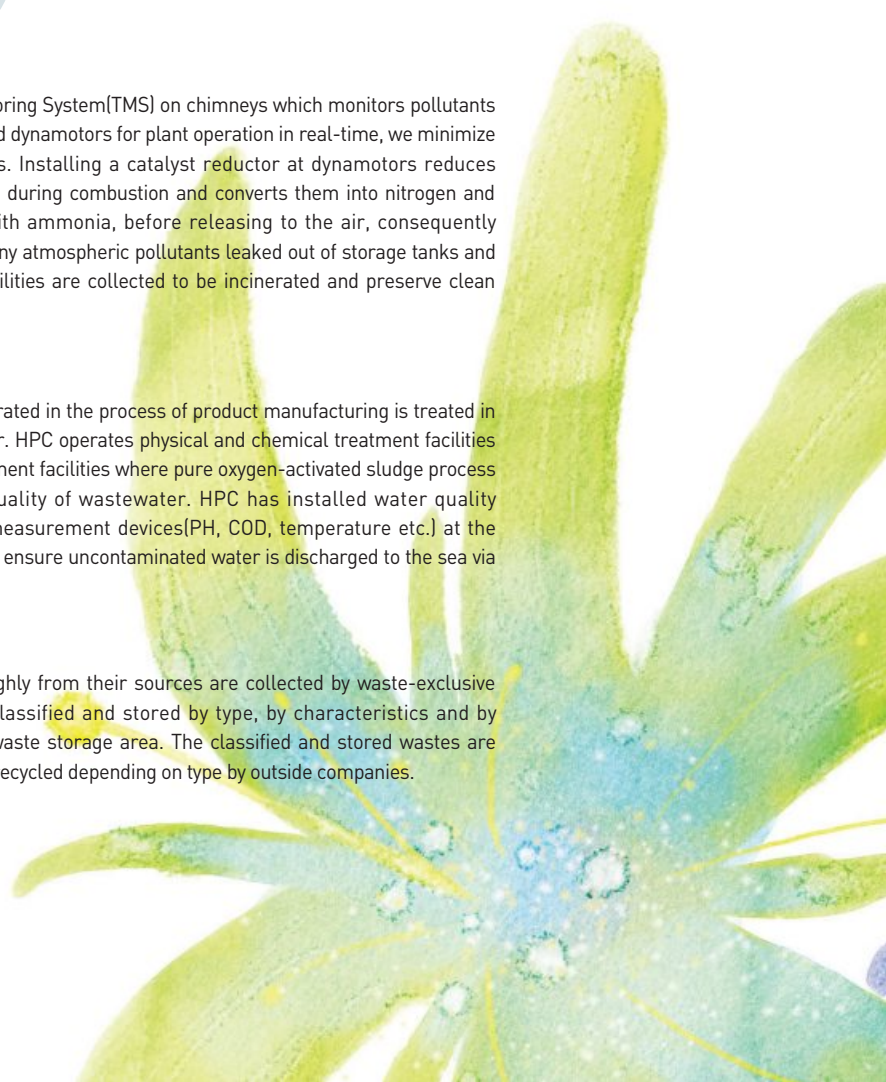 oring System(TMS) on chimneys which monitors pollutants
d dynamotors for plant operation in real-time, we minimize
s. Installing a catalyst reductor at dynamotors reduces
during combustion and converts them into nitrogen and
ith ammonia, before releasing to the air, consequently
ny atmospheric pollutants leaked out of storage tanks and
ilities are collected to be incinerated and preserve clean
rated in the process of product manufacturing is treated in
r. HPC operates physical and chemical treatment facilities
ment facilities where pure oxygen-activated sludge process
uality of wastewater. HPC has installed water quality
measurement devices(PH, COD, temperature etc.) at the
ensure uncontaminated water is discharged to the sea via
ghly from their sources are collected by waste-exclusive
lassified and stored by type, by characteristics and by
waste storage area. The classified and stored wastes are
ecycled depending on type by outside companies.